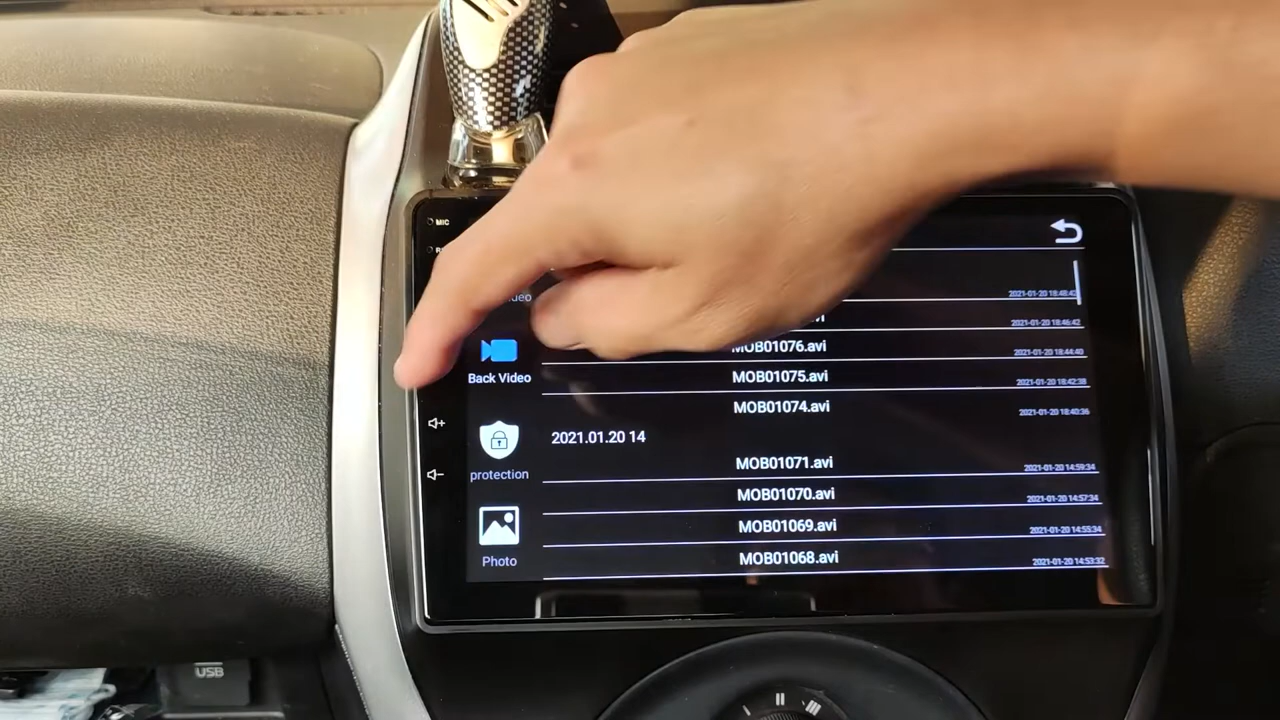 MIC
2021-01-20 18:48:42
2021-01-20 18:46:42
MOB01076.avi
2021-01-20 18:44:40
MOB01075.avi
2021-01-20 18:42:38
Back Video
MOB01074.avi
2021-01-20 18:40:36
2021.01.20 14
MOB01071.avi
2021-01-20 14:59:34
protection
MOB01070.avi
2021-01-20 14:57:34
MOB01069.avi
2021-01-20 14:55:34
MOB01068.avi
2021-01-20 14:53:32
Photo
USB